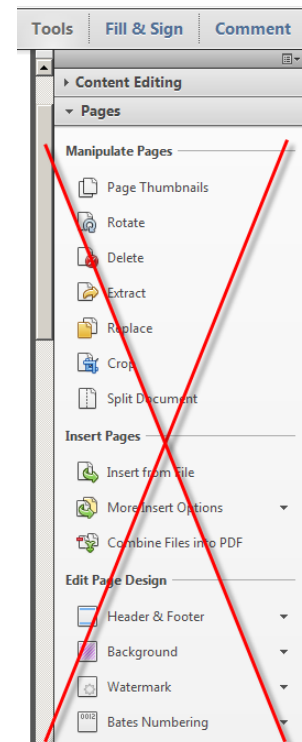 Tools Fill & Sign Comment
Content Editing
Pages
Manipulate Pages
Page Thumbnails
Rotate
Delete
Extract
Replace
Crop
Split Document
Insert Pages
Insert from File
More Insert Options
Combine Files into PDF
Edit Page Design
Header & Footer
Background
Watermark
0012 Bates Numbering